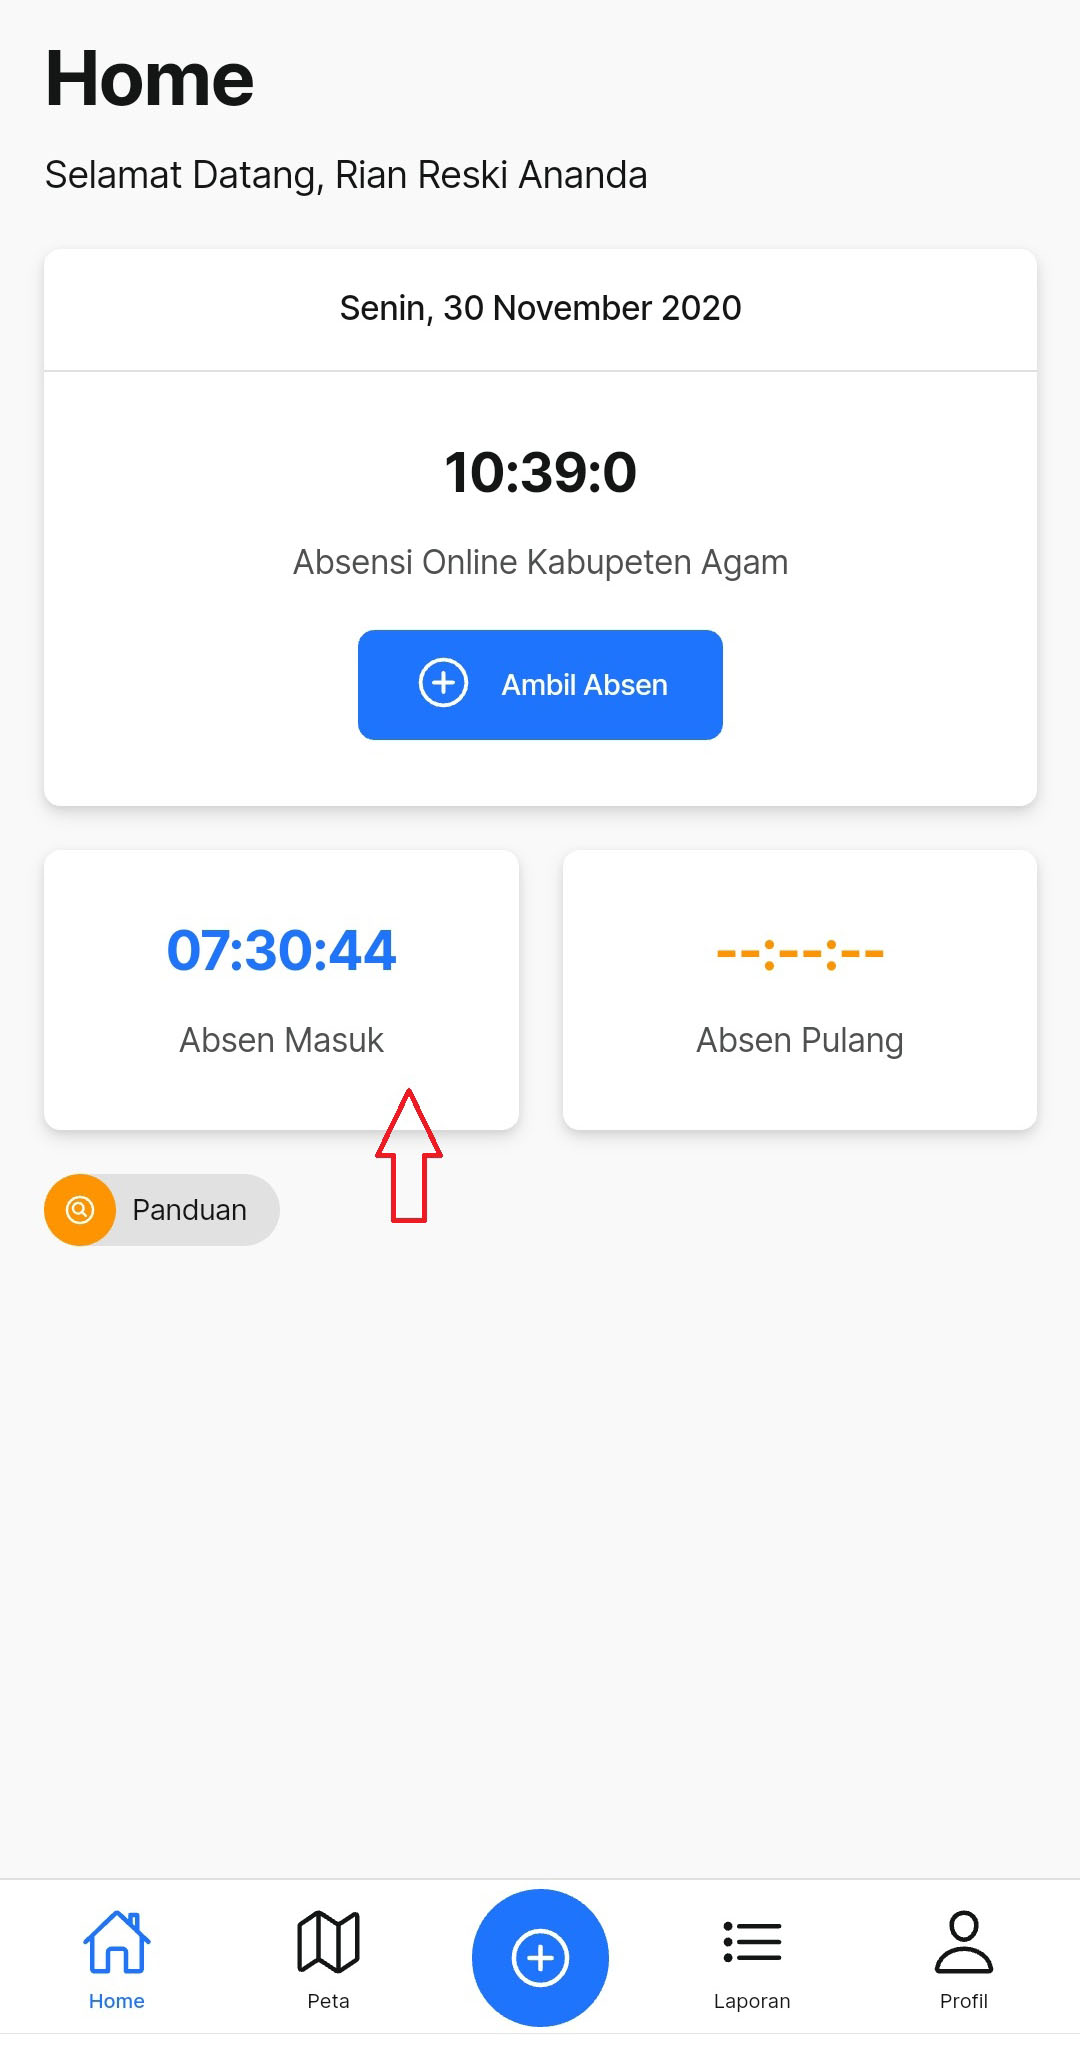 Home
Selamat Datang, Rian Reski Ananda
Senin, 30 November 2020
10:39:0
Absensi Online Kabupeten Agam
Ambil Absen
07:30:44
Absen Masuk
--:--:--
Absen Pulang
Panduan
Home
Peta
Laporan
Profil